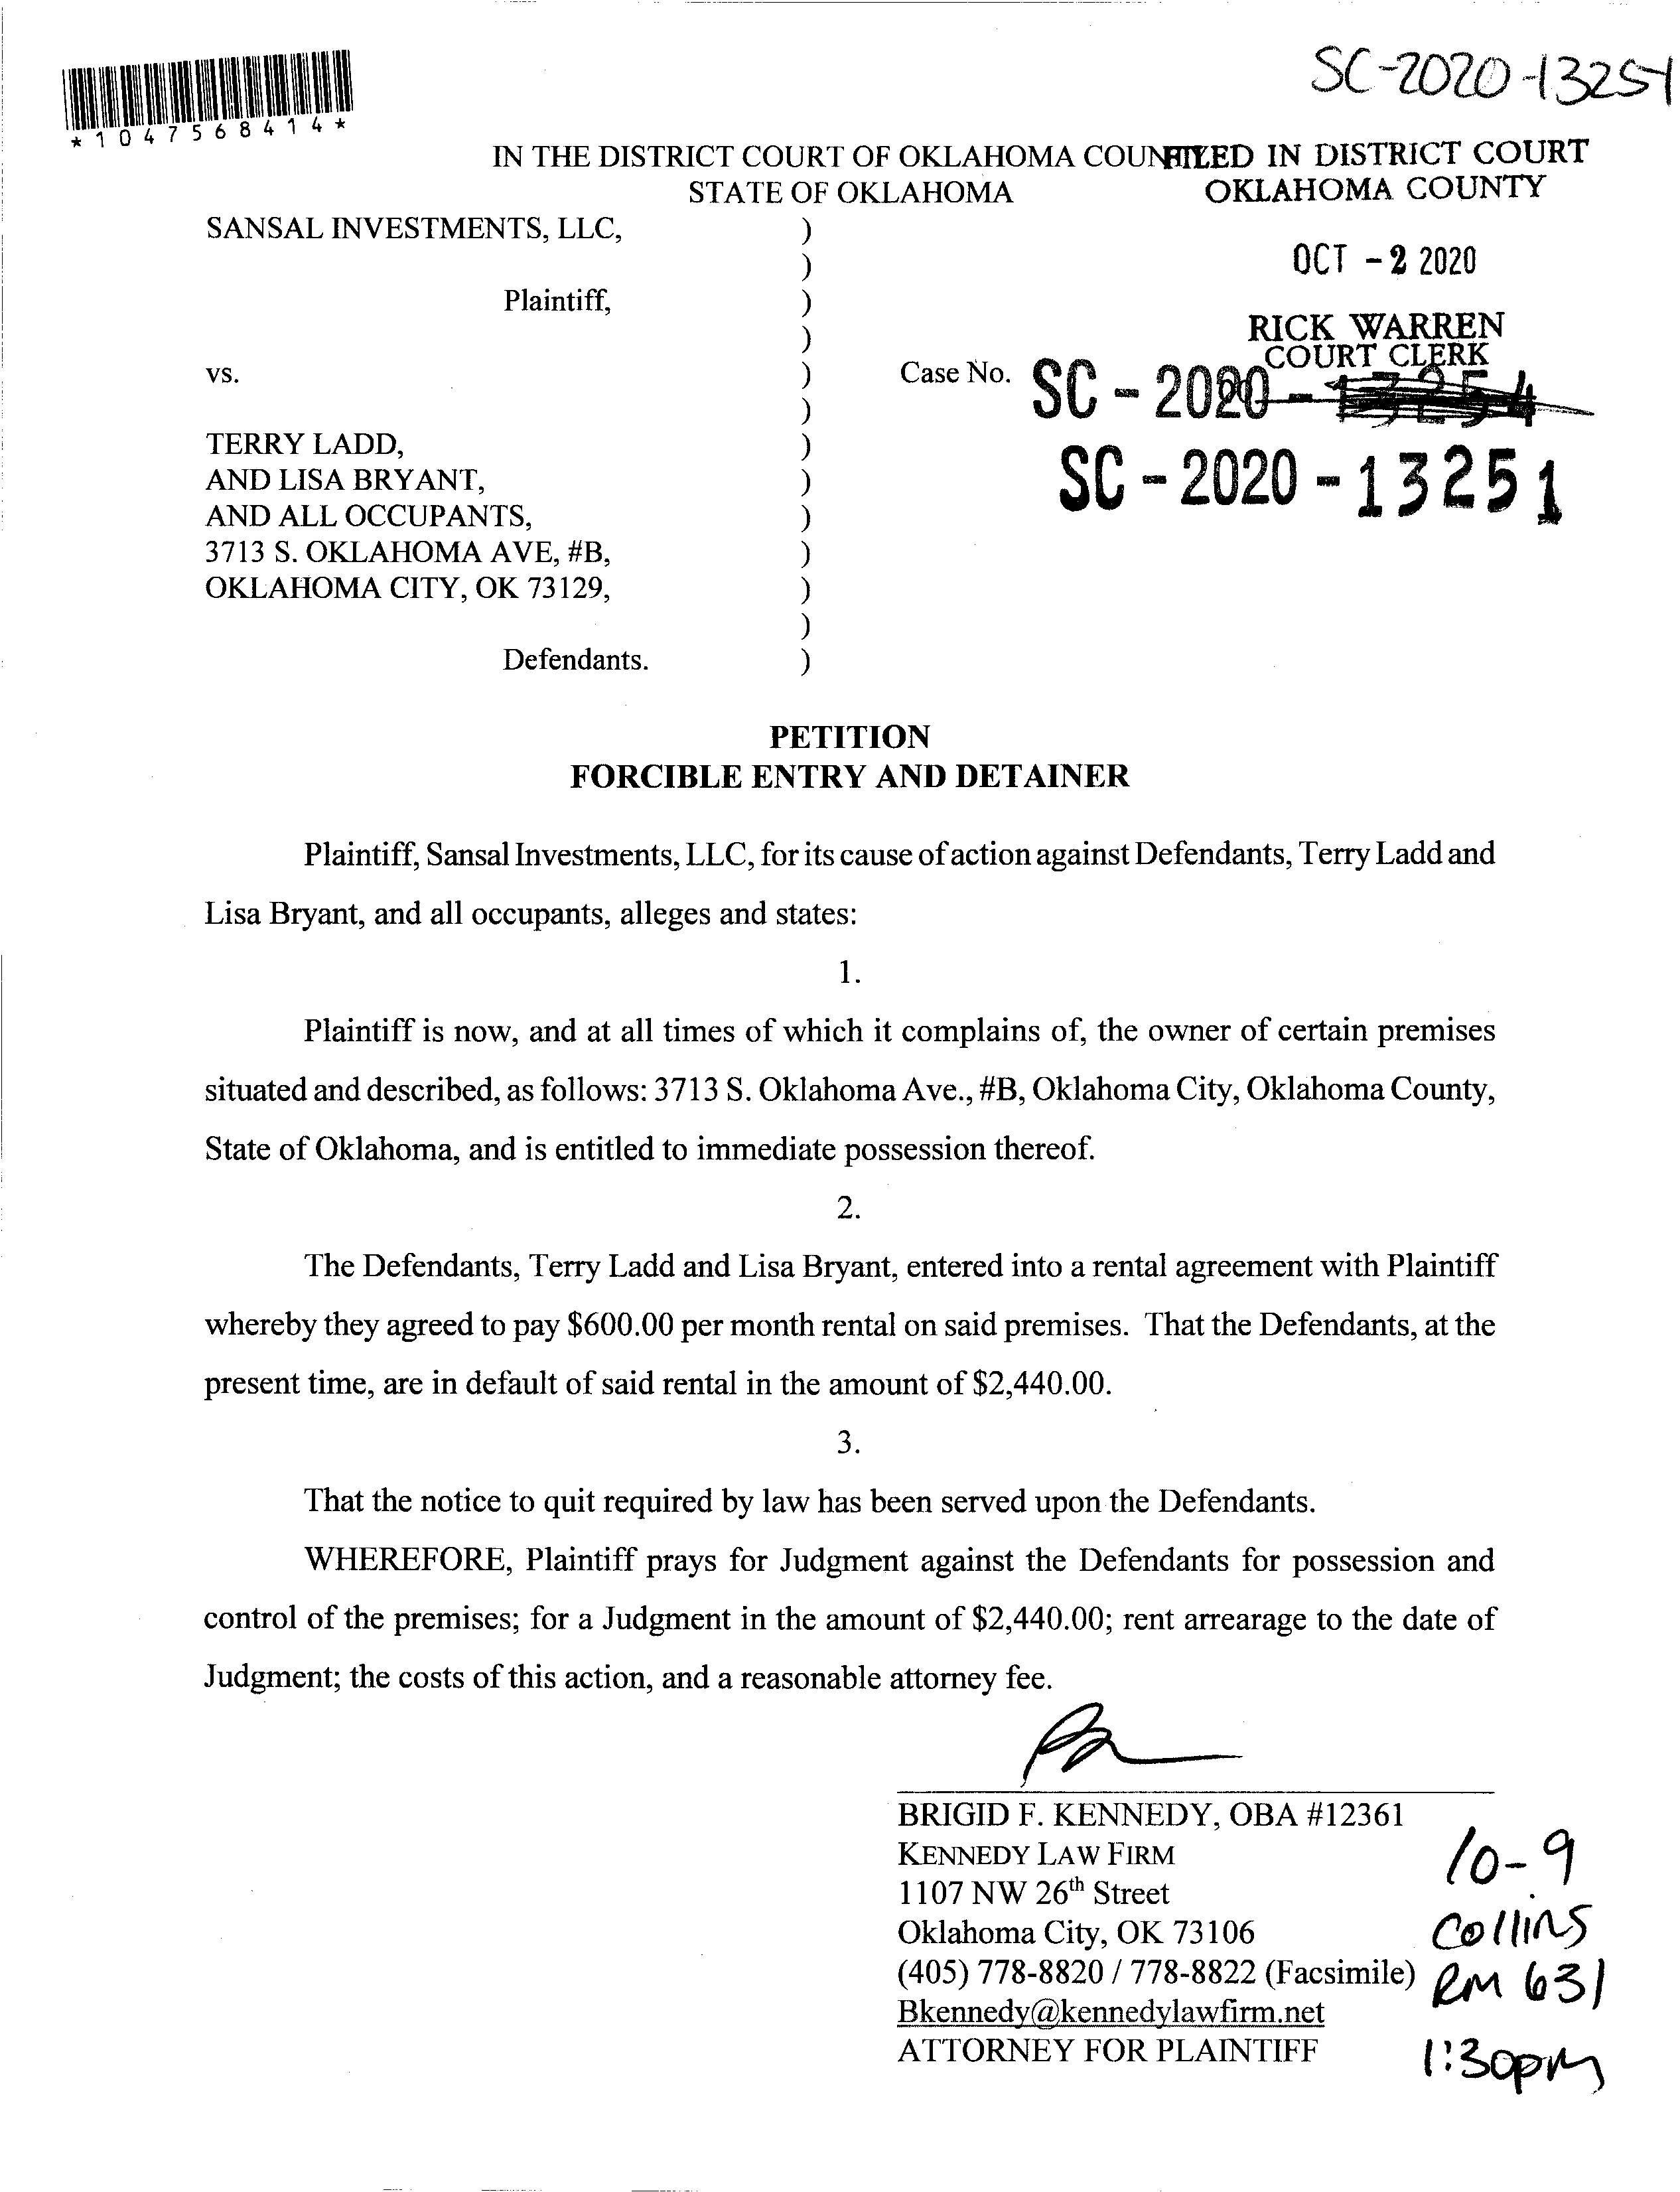 SC-2020-13251
*1047568414*
IN THE DISTRICT COURT OF OKLAHOMA COUNTY
STATE OF OKLAHOMA
FILED IN DISTRICT COURT
OKLAHOMA COUNTY
OCT - 2 2020
RICK WARREN
COURT CLERK
SANSAL INVESTMENTS, LLC, )
)
Plaintiff, )
)
vs. ) Case No. SC-2020-13254
) SC-2020-13251
TERRY LADD, )
AND LISA BRYANT, )
AND ALL OCCUPANTS, )
3713 S. OKLAHOMA AVE, #B, )
OKLAHOMA CITY, OK 73129, )
)
Defendants. )
PETITION
FORCIBLE ENTRY AND DETAINER
Plaintiff, Sansal Investments, LLC, for its cause of action against Defendants, Terry Ladd and
Lisa Bryant, and all occupants, alleges and states:
1.
Plaintiff is now, and at all times of which it complains of, the owner of certain premises
situated and described, as follows: 3713 S. Oklahoma Ave., #B, Oklahoma City, Oklahoma County,
State of Oklahoma, and is entitled to immediate possession thereof.
2.
The Defendants, Terry Ladd and Lisa Bryant, entered into a rental agreement with Plaintiff
whereby they agreed to pay $600.00 per month rental on said premises. That the Defendants, at the
present time, are in default of said rental in the amount of $2,440.00.
3.
That the notice to quit required by law has been served upon the Defendants.
WHEREFORE, Plaintiff prays for Judgment against the Defendants for possession and
control of the premises; for a Judgment in the amount of $2,440.00; rent arrearage to the date of
Judgment; the costs of this action, and a reasonable attorney fee.
BRIGID F. KENNEDY, OBA #12361
KENNEDY LAW FIRM
1107 NW 26th Street
Oklahoma City, OK 73106
(405) 778-8820 / 778-8822 (Facsimile)
Bkennedy@kennedylawfirm.net
ATTORNEY FOR PLAINTIFF
10-9
Collins
RM 631
1:30pm